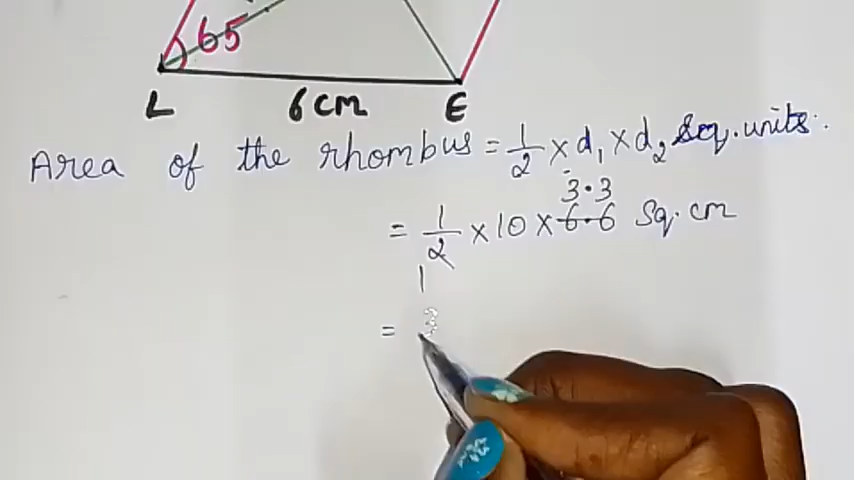 65
L 6 cm E
Area of the rhombus = 1/2 × d₁ × d₂ sq. units.
3.3
= 1/2 × 10 × 6.6 Sq. cm
1
=